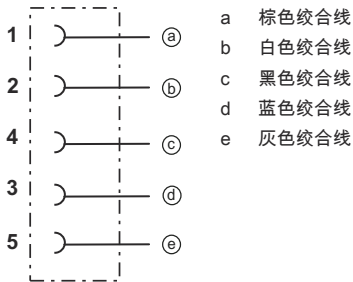 1 ⓐ a 棕色绞合线
2 ⓑ b 白色绞合线
4 ⓒ c 黑色绞合线
3 ⓓ d 蓝色绞合线
5 ⓔ e 灰色绞合线